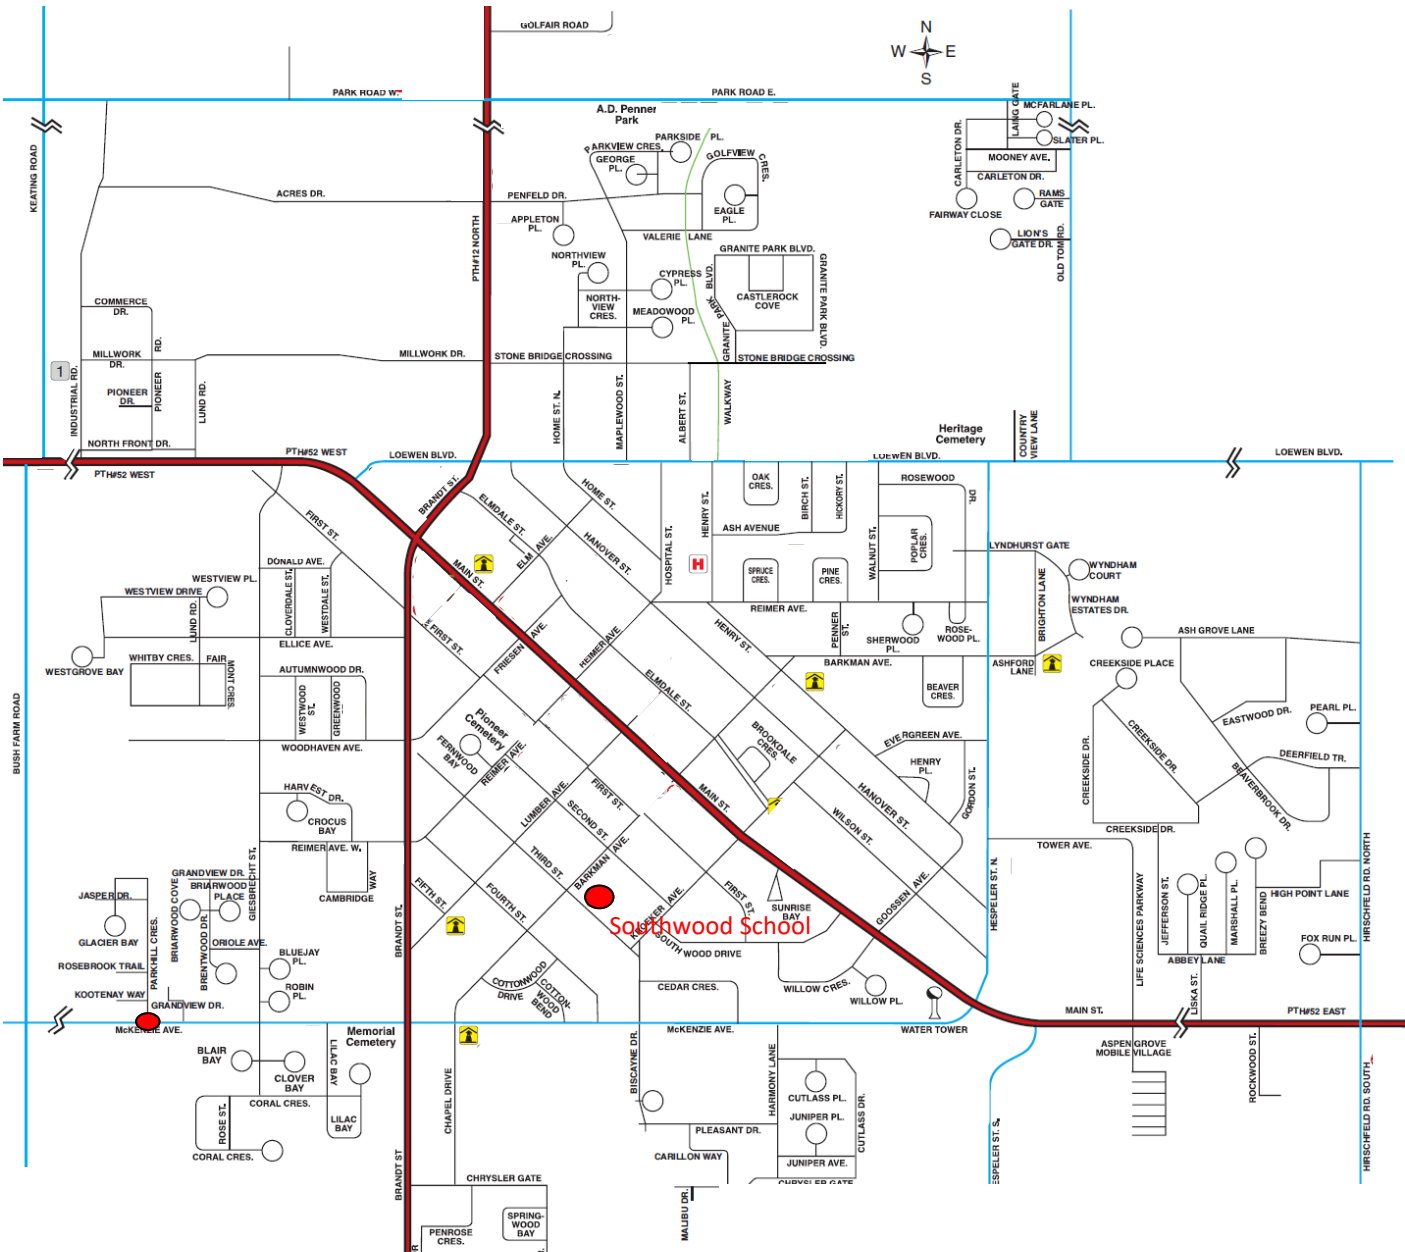 GOLFAIR ROAD
N
W E
S
PARK ROAD W.
PARK ROAD E.
A.D. Penner
Park
LAING GATE
MCFARLANE PL.
SLATER PL.
CARLETON DR.
MOONEY AVE.
CARLETON DR.
RAMS
GATE
FAIRWAY CLOSE
LION'S
GATE DR.
OLD TOM RD.
KEATING ROAD
PARKSIDE PL.
PARKVIEW CRES.
GEORGE
PL.
GOLFVIEW CRES.
EAGLE
PL.
ACRES DR.
PENFELD DR.
APPLETON
PL.
VALERIE LANE
PTH#12 NORTH
NORTHVIEW
PL.
GRANITE PARK BLVD.
GRANITE PARK BLVD.
GRANITE PARK BLVD.
CYPRESS
PL.
NORTH-
VIEW
CRES.
CASTLEROCK
COVE
MEADOWOOD
PL.
COMMERCE
DR.
MILLWORK
DR.
PIONEER RD.
MILLWORK DR.
STONE BRIDGE CROSSING
STONE BRIDGE CROSSING
1
INDUSTRIAL RD.
PIONEER
DR.
LUND RD.
HOME ST. N.
MAPLEWOOD ST.
ALBERT ST.
WALKWAY
NORTH FRONT DR.
Heritage
Cemetery
COUNTRY
VIEW LANE
PTH#52 WEST
PTH#52 WEST
LOEWEN BLVD.
LOEWEN BLVD.
LOEWEN BLVD.
BRANDT ST.
FIRST ST.
ELMDALE ST.
HOME ST.
HANOVER ST.
ELM AVE.
HOSPITAL ST.
HENRY ST.
OAK
CRES.
BIRCH ST.
HICKORY ST.
ROSEWOOD DR.
ASH AVENUE
WALNUT ST.
POPLAR
CRES.
LYNDHURST GATE
H
SPRUCE
CRES.
PINE
CRES.
MAIN ST.
DONALD AVE.
CLOVERDALE ST.
WESTDALE ST.
WESTVIEW PL.
WESTVIEW DRIVE
LUND RD.
WYNDHAM
COURT
WYNDHAM
ESTATES DR.
BRIGHTON LANE
REIMER AVE.
PENNER
ST.
SHERWOOD
PL.
ROSE-
WOOD PL.
HENRY ST.
FIRST ST.
FRIESEN AVE.
REIMER AVE.
ELLICE AVE.
WHITBY CRES.
FAIR
MONT CRES.
WESTGROVE BAY
AUTUMNWOOD DR.
WESTWOOD
ST.
GREENWOOD
BARKMAN AVE.
ASHFORD
LANE
BEAVER
CRES.
ASH GROVE LANE
CREEKSIDE PLACE
ELMDALE ST.
BROOKDALE
CRES.
EASTWOOD DR.
PEARL PL.
BUSH FARM ROAD
WOODHAVEN AVE.
Pioneer
Cemetery
FERNWOOD
BAY
REIMER AVE.
EVERGREEN AVE.
HENRY
PL.
GORDON ST.
CREEKSIDE DR.
CREEKSIDE DR.
BEAVERBROOK DR.
DEERFIELD TR.
HARVEST DR.
CROCUS
BAY
LUMBER AVE.
FIRST ST.
SECOND ST.
MAIN ST.
HANOVER ST.
WILSON ST.
CREEKSIDE DR.
TOWER AVE.
REIMER AVE. W.
CAMBRIDGE WAY
GIESBRECHT ST.
THIRD ST.
BARKMAN AVE.
GRANDVIEW DR.
BRIARWOOD
PLACE
JASPER DR.
BRIARWOOD COVE
BRENTWOOD DR.
PARKHILL CRES.
GLACIER BAY
FIFTH ST.
FOURTH ST.
KROEKER AVE.
FIRST ST.
SUNRISE
BAY
GOOSSEN AVE.
HESPELER ST. N.
LIFE SCIENCES PARKWAY
JEFFERSON ST.
QUAIL RIDGE PL.
MARSHALL PL.
BREEZY BEND
HIGH POINT LANE
HIRSCHFELD RD. NORTH
Southwood School
ORIOLE AVE.
BLUEJAY
PL.
BRANDT ST.
SOUTHWOOD DRIVE
FOX RUN PL.
ABBEY LANE
ROSEBROOK TRAIL
ROBIN
PL.
COTTONWOOD
DRIVE
COTTON-
WOOD
BEND
CEDAR CRES.
WILLOW CRES.
WILLOW PL.
LISKA ST.
KOOTENAY WAY
GRANDVIEW DR.
McKENZIE AVE.
Memorial
Cemetery
McKENZIE AVE.
WATER TOWER
MAIN ST.
PTH#52 EAST
BLAIR
BAY
CLOVER
BAY
LILAC BAY
BISCAYNE DR.
HARMONY LANE
ASPEN GROVE
MOBILE VILLAGE
ROCKWOOD ST.
HIRSCHFELD RD. SOUTH
CORAL CRES.
ROSE ST.
LILAC
BAY
CHAPEL DRIVE
CUTLASS PL.
JUNIPER PL.
CUTLASS DR.
PLEASANT DR.
CORAL CRES.
CARILLON WAY
JUNIPER AVE.
ESPELER ST. S.
BRANDT ST
CHRYSLER GATE
CHRYSLER GATE
MALIBU DR.
SPRING-
WOOD
BAY
PENROSE
CRES.